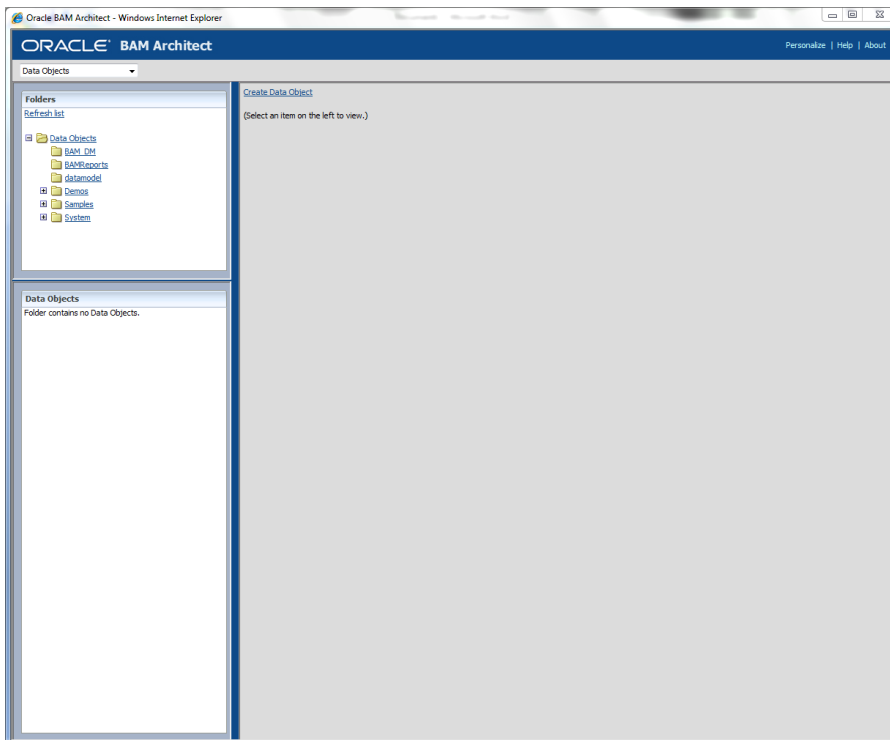 Oracle BAM Architect - Windows Internet Explorer
ORACLE BAM Architect
Personalize | Help | About
Data Objects
Folders
Refresh list
Data Objects
BAM_DM
BAMReports
datamodel
Demos
Samples
System
Data Objects
Folder contains no Data Objects.
Create Data Object
(Select an item on the left to view.)